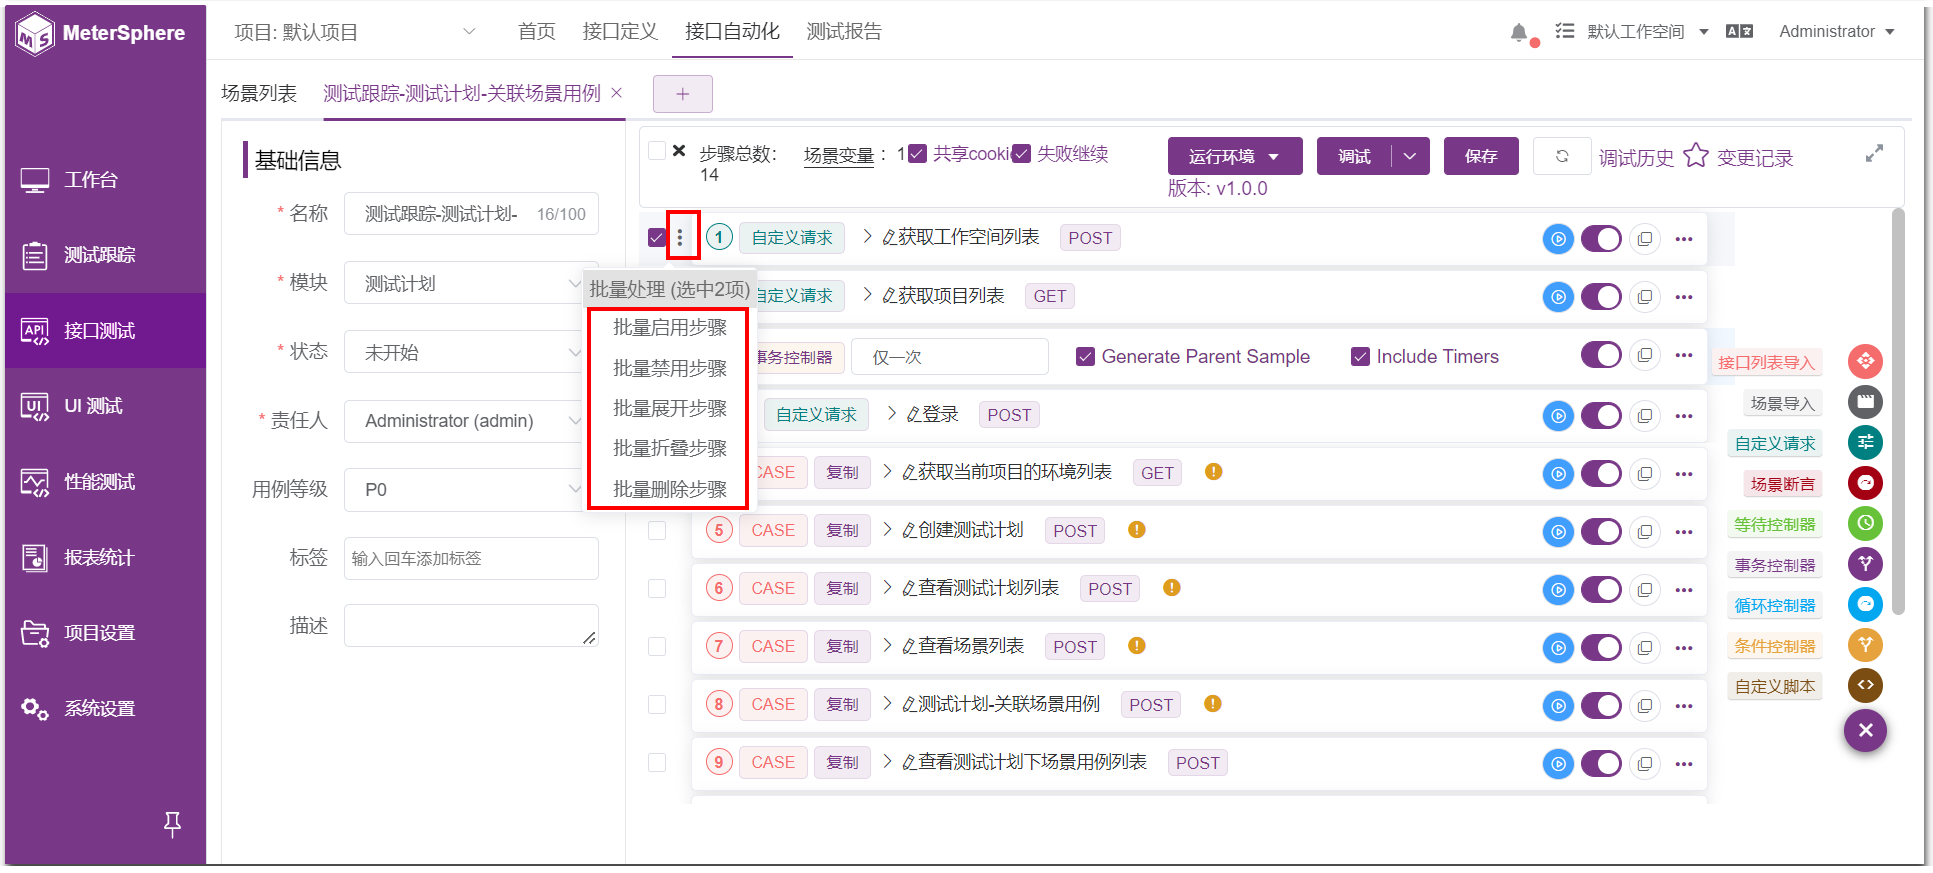 MeterSphere
项目: 默认项目
首页
接口定义
接口自动化
测试报告
默认工作空间
Administrator
场景列表
测试跟踪-测试计划-关联场景用例
工作台
测试跟踪
接口测试
UI 测试
性能测试
报表统计
项目设置
系统设置
基础信息
* 名称
测试跟踪-测试计划-
16/100
* 模块
测试计划
* 状态
未开始
* 责任人
Administrator (admin)
用例等级
P0
标签
输入回车添加标签
描述
步骤总数:
14
场景变量 : 1
共享cooki
失败继续
运行环境
调试
保存
调试历史
变更记录
版本: v1.0.0
1 自定义请求 获取工作空间列表 POST
批量处理 (选中2项)
批量启用步骤
批量禁用步骤
批量展开步骤
批量折叠步骤
批量删除步骤
自定义请求 获取项目列表 GET
事务控制器 仅一次 Generate Parent Sample Include Timers
自定义请求 登录 POST
CASE 复制 获取当前项目的环境列表 GET
5 CASE 复制 创建测试计划 POST
6 CASE 复制 查看测试计划列表 POST
7 CASE 复制 查看场景列表 POST
8 CASE 复制 测试计划-关联场景用例 POST
9 CASE 复制 查看测试计划下场景用例列表 POST
接口列表导入
场景导入
自定义请求
场景断言
等待控制器
事务控制器
循环控制器
条件控制器
自定义脚本